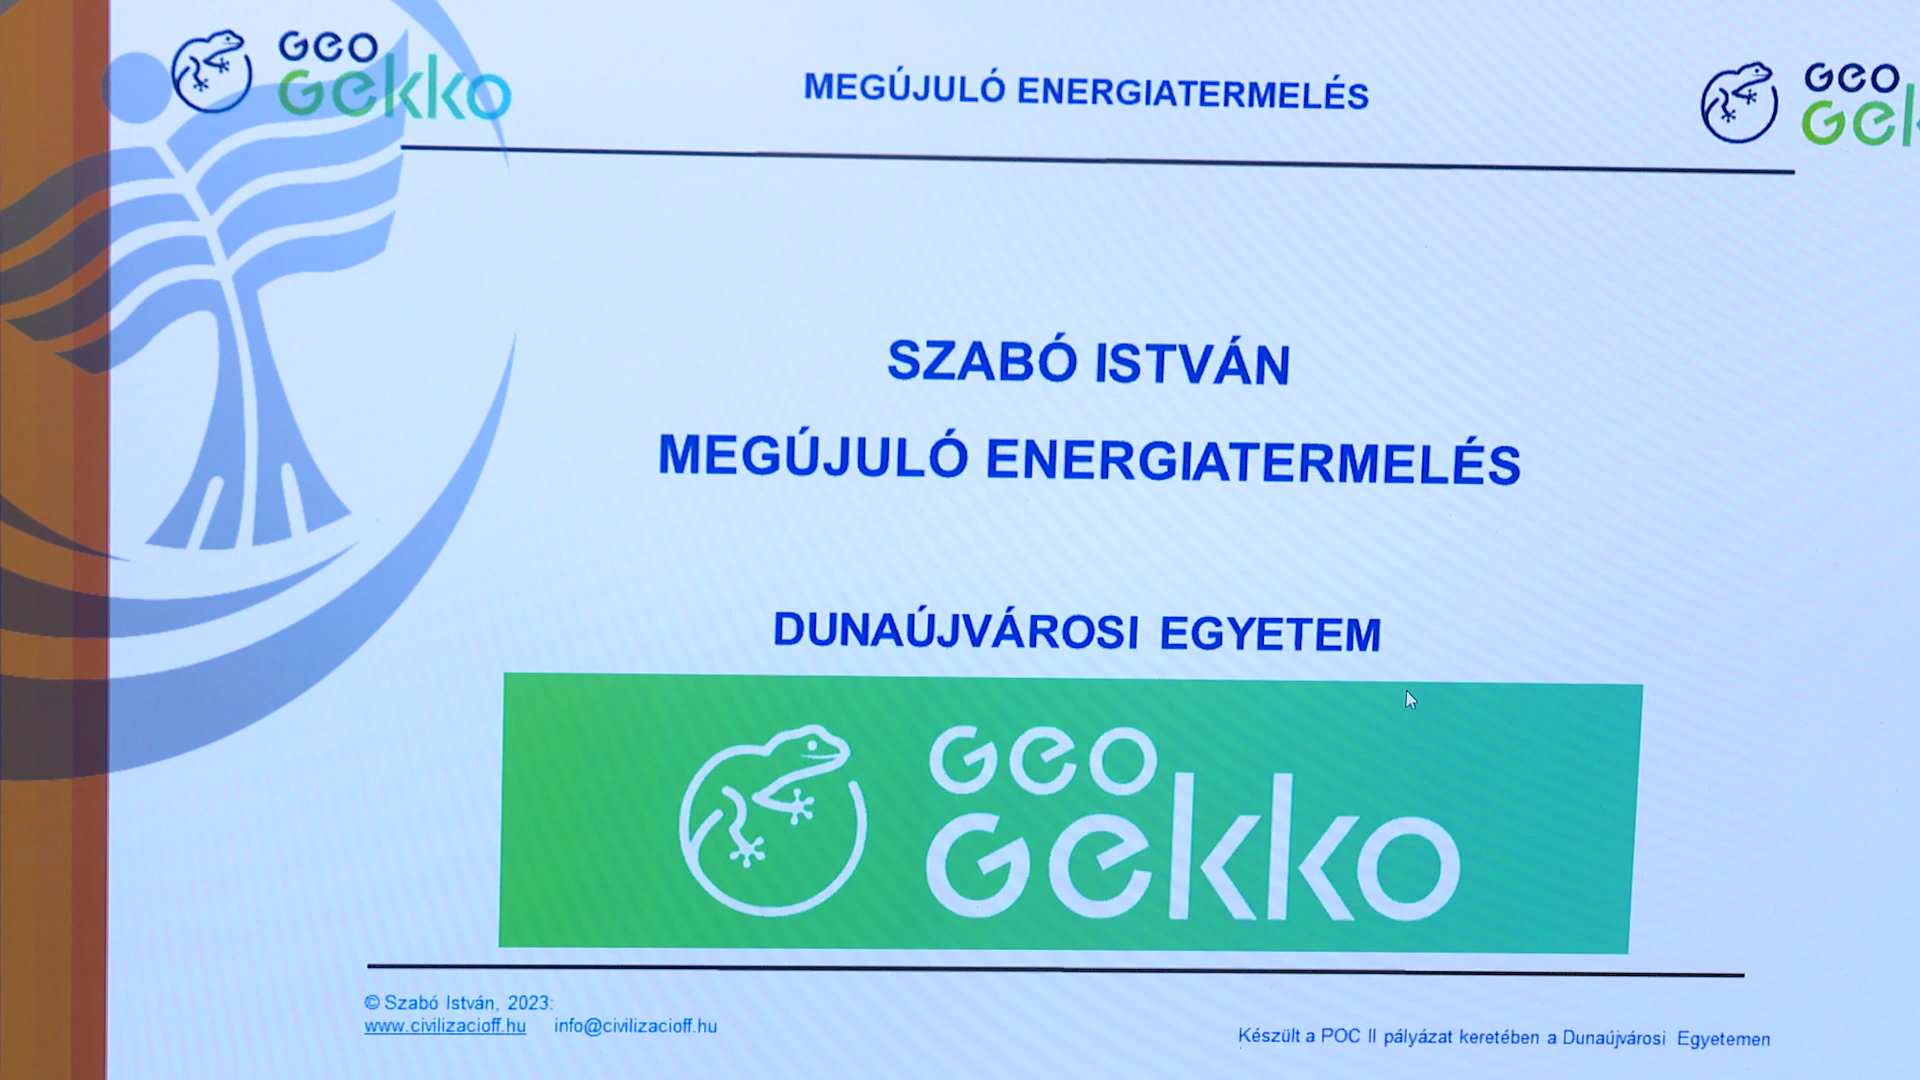 GEO
Gekko
MEGÚJULÓ ENERGIATERMELÉS
GEO
SZABÓ ISTVÁN
MEGÚJULÓ ENERGIATERMELÉS
DUNAÚJVÁROSI EGYETEM
GEO
Gekko
© Szabó István, 2023:
www.civilizacioff.hu info@civilizacioff.hu
Készült a POC II pályázat keretében a Dunaújvárosi Egyetemen